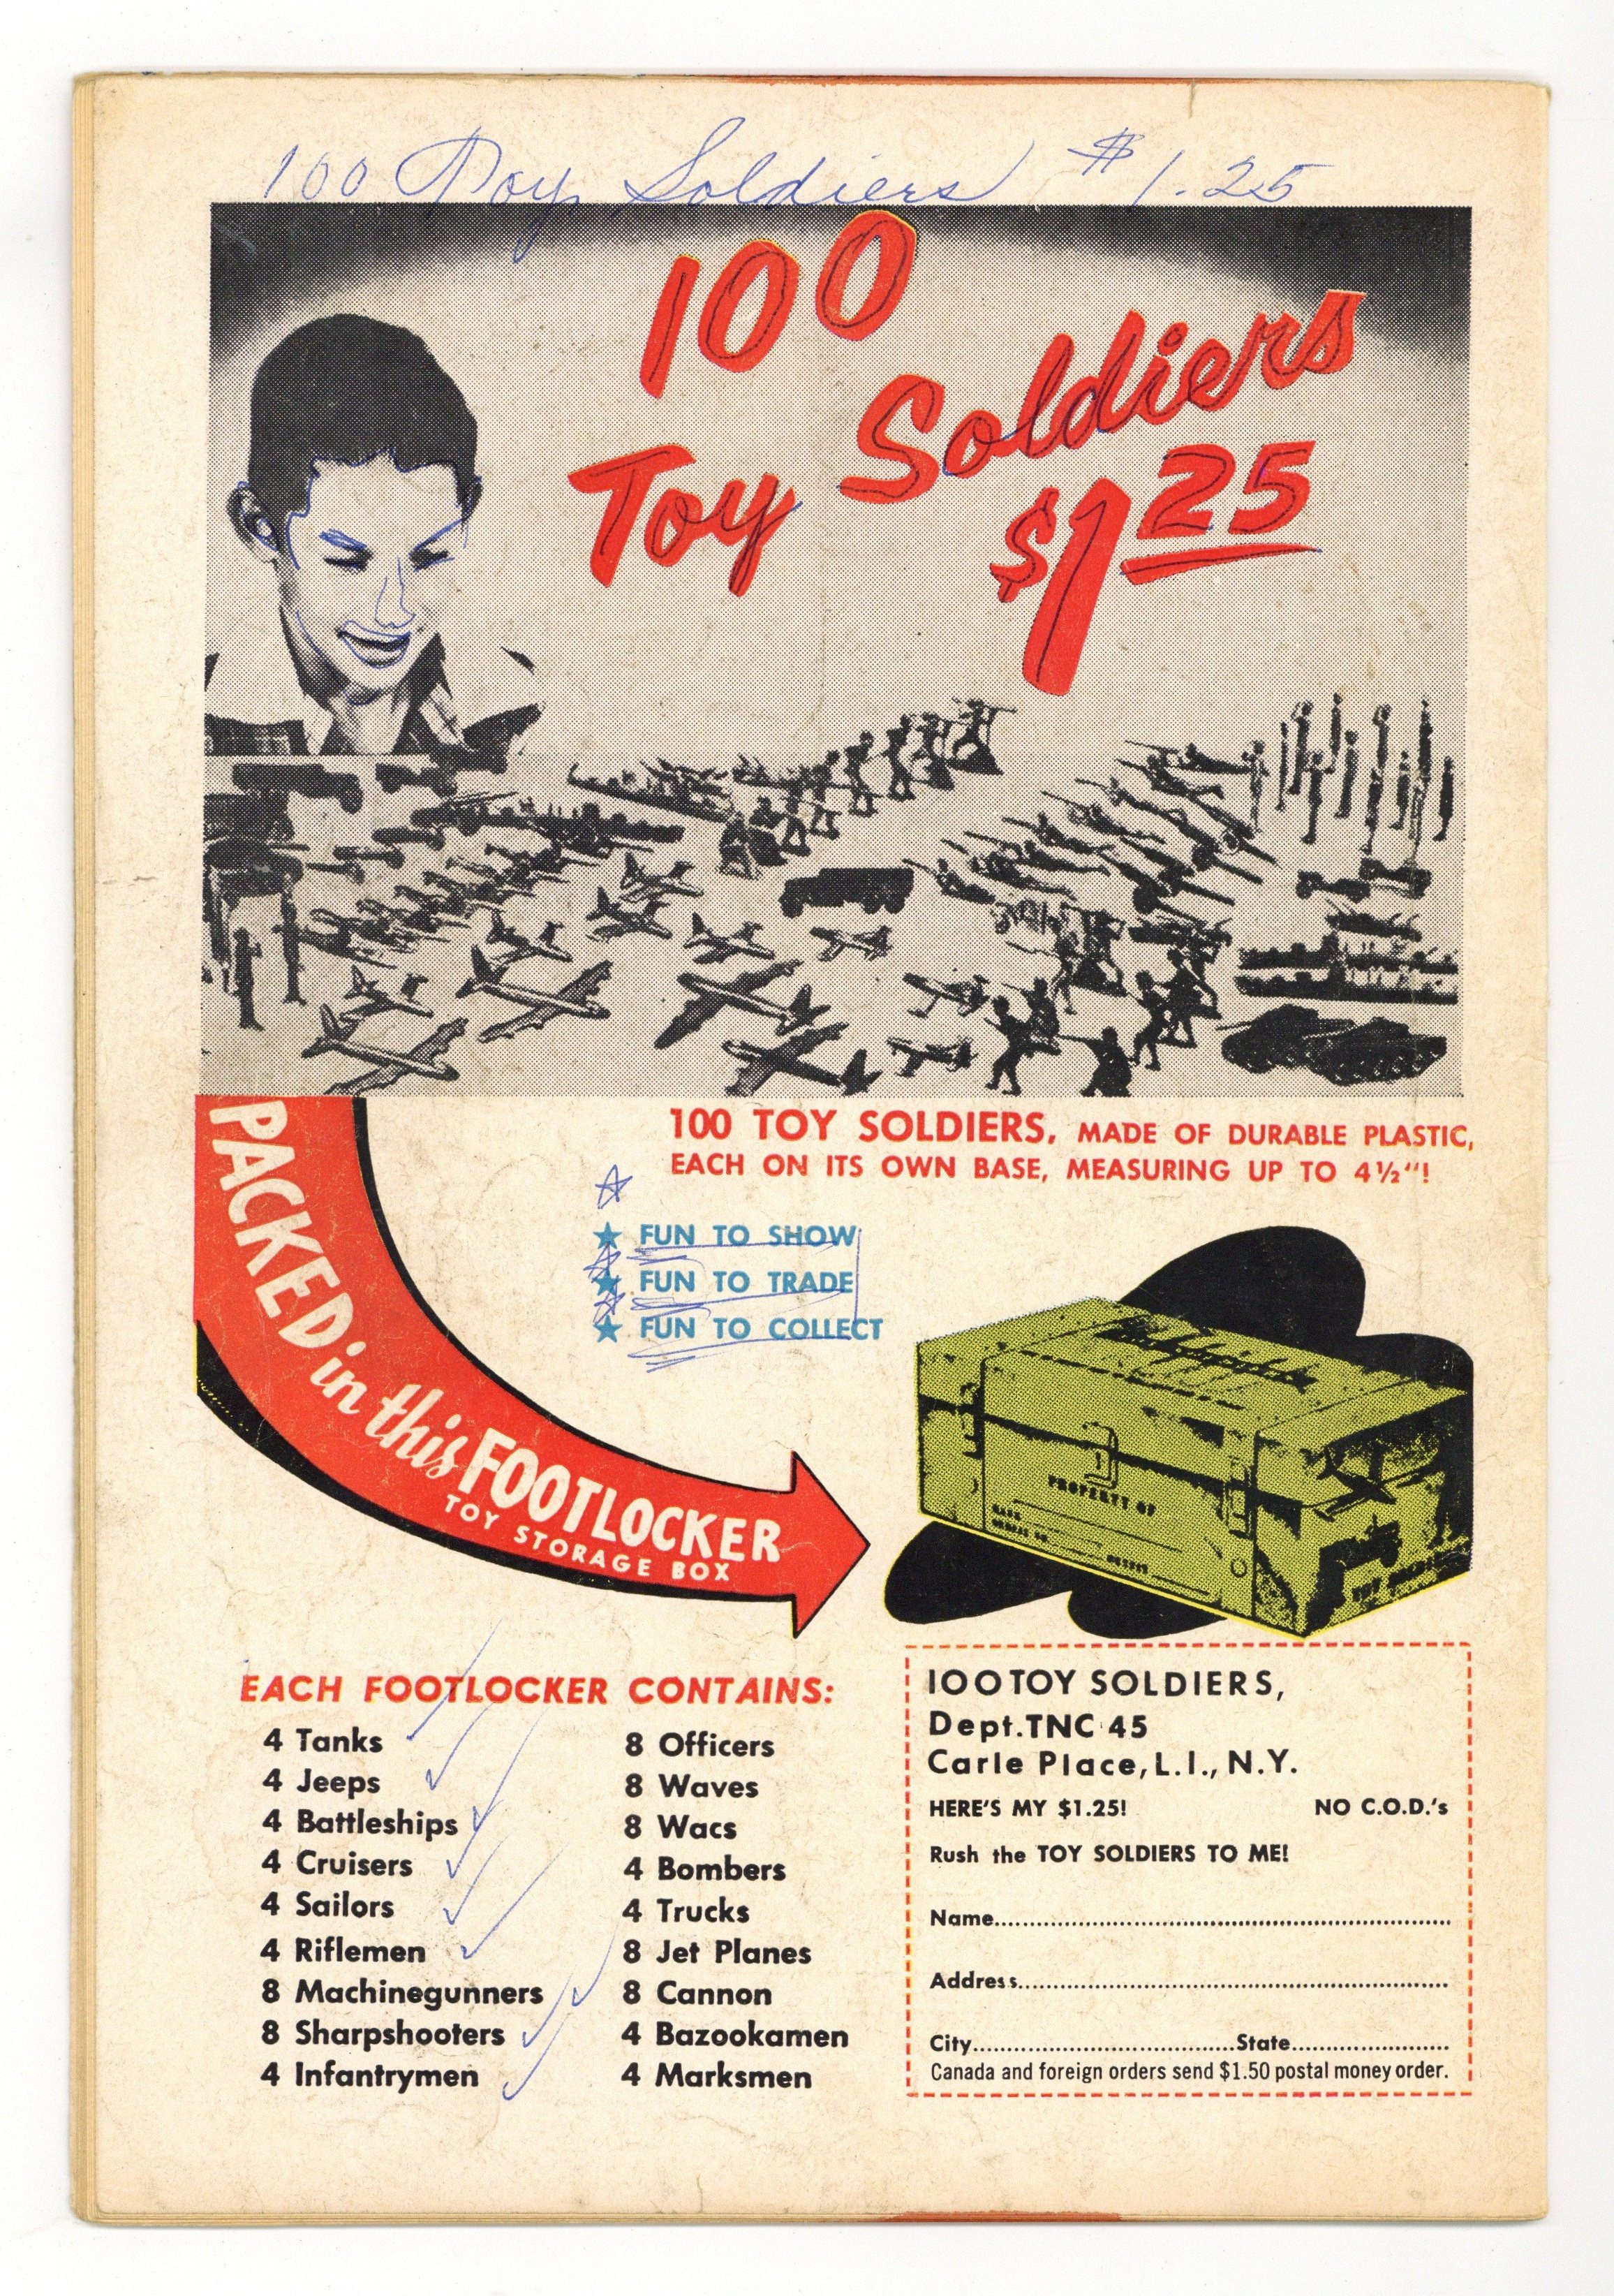 100 Toy Soldiers $1.25
100
Toy Soldiers
$1 25
PACKED in this FOOTLOCKER
TOY STORAGE BOX
100 TOY SOLDIERS, MADE OF DURABLE PLASTIC,
EACH ON ITS OWN BASE, MEASURING UP TO 4½"!
★ FUN TO SHOW
★ FUN TO TRADE
★ FUN TO COLLECT
PROPERTY OF
EACH FOOTLOCKER CONTAINS:
4 Tanks
4 Jeeps
4 Battleships
4 Cruisers
4 Sailors
4 Riflemen
8 Machinegunners
8 Sharpshooters
4 Infantrymen
8 Officers
8 Waves
8 Wacs
4 Bombers
4 Trucks
8 Jet Planes
8 Cannon
4 Bazookamen
4 Marksmen
100 TOY SOLDIERS,
Dept. TNC 45
Carle Place, L.I., N.Y.
HERE'S MY $1.25! NO C.O.D.'s
Rush the TOY SOLDIERS TO ME!
Name
Address
City State
Canada and foreign orders send $1.50 postal money order.